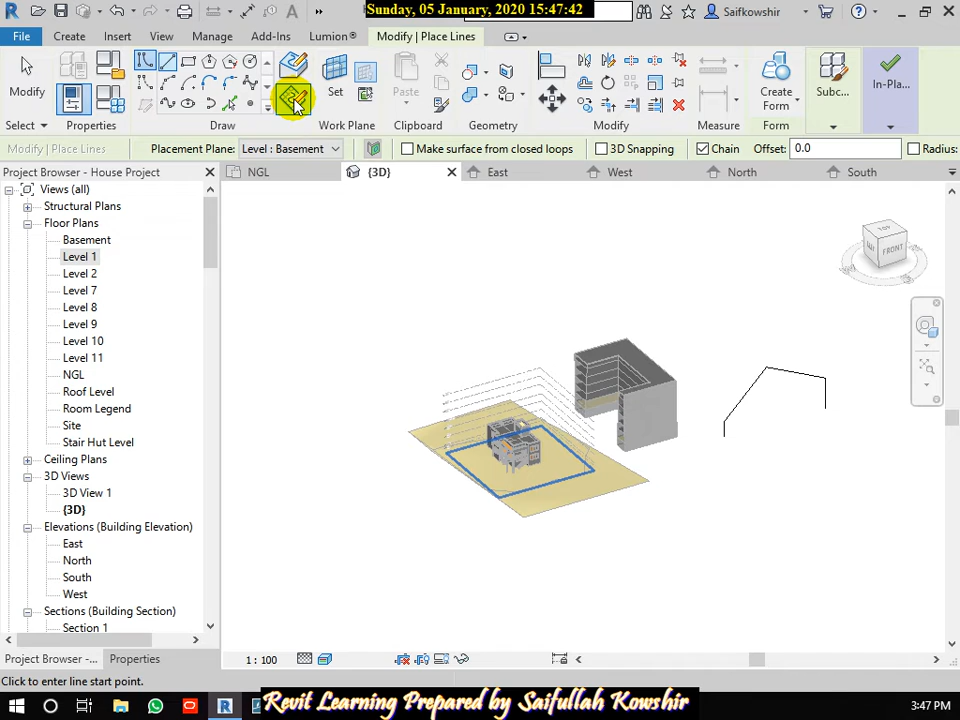 Sunday, 05 January, 2020 15:47:42
Saifkowshir
File Create Insert View Manage Add-Ins Lumion® Modify | Place Lines
Modify Set Paste Create Form Subc... In-Pla...
Select Properties Draw Work Plane Clipboard Geometry Modify Measure Form
Modify | Place Lines Placement Plane: Level : Basement Make surface from closed loops 3D Snapping Chain Offset: 0.0 Radius:
Project Browser - House Project NGL {3D} East West North South
Views (all)
Structural Plans
Floor Plans
Basement
Level 1
Level 2
Level 7
Level 8
Level 9
Level 10
Level 11
NGL
Roof Level
Room Legend
Site
Stair Hut Level
Ceiling Plans
3D Views
3D View 1
{3D}
Elevations (Building Elevation)
East
North
South
West
Sections (Building Section)
Section 1
TOP
FRONT
Project Browser -... Properties 1 : 100
Click to enter line start point.
Revit Learning Prepared by Saifullah Kowshir
3:47 PM